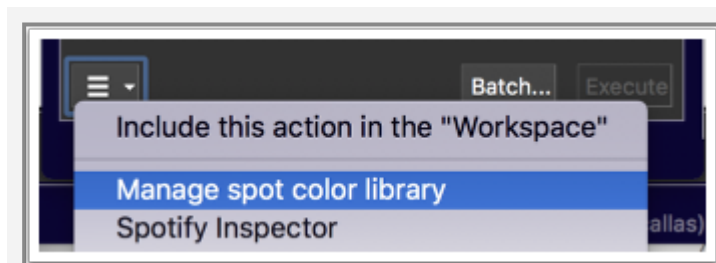 Batch... Execute
Include this action in the "Workspace"
Manage spot color library
Spotify Inspector
allas)